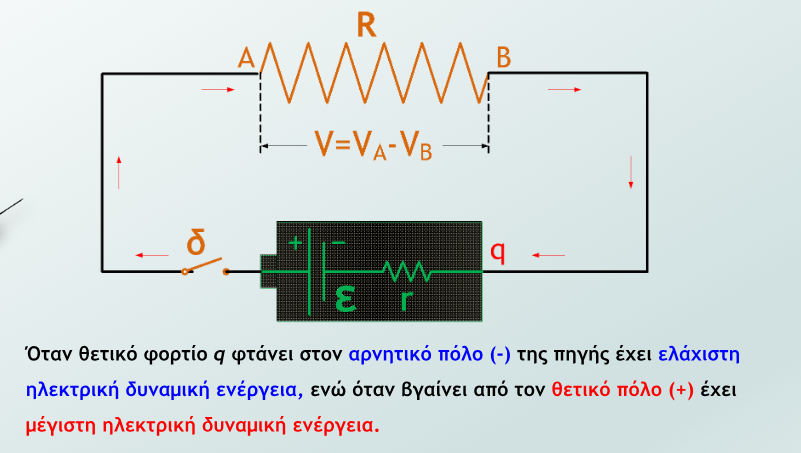 R
A
B
V=VA-VB
δ
+
−
q
ε
r
Όταν θετικό φορτίο q φτάνει στον αρνητικό πόλο (-) της πηγής έχει ελάχιστη
ηλεκτρική δυναμική ενέργεια, ενώ όταν βγαίνει από τον θετικό πόλο (+) έχει
μέγιστη ηλεκτρική δυναμική ενέργεια.